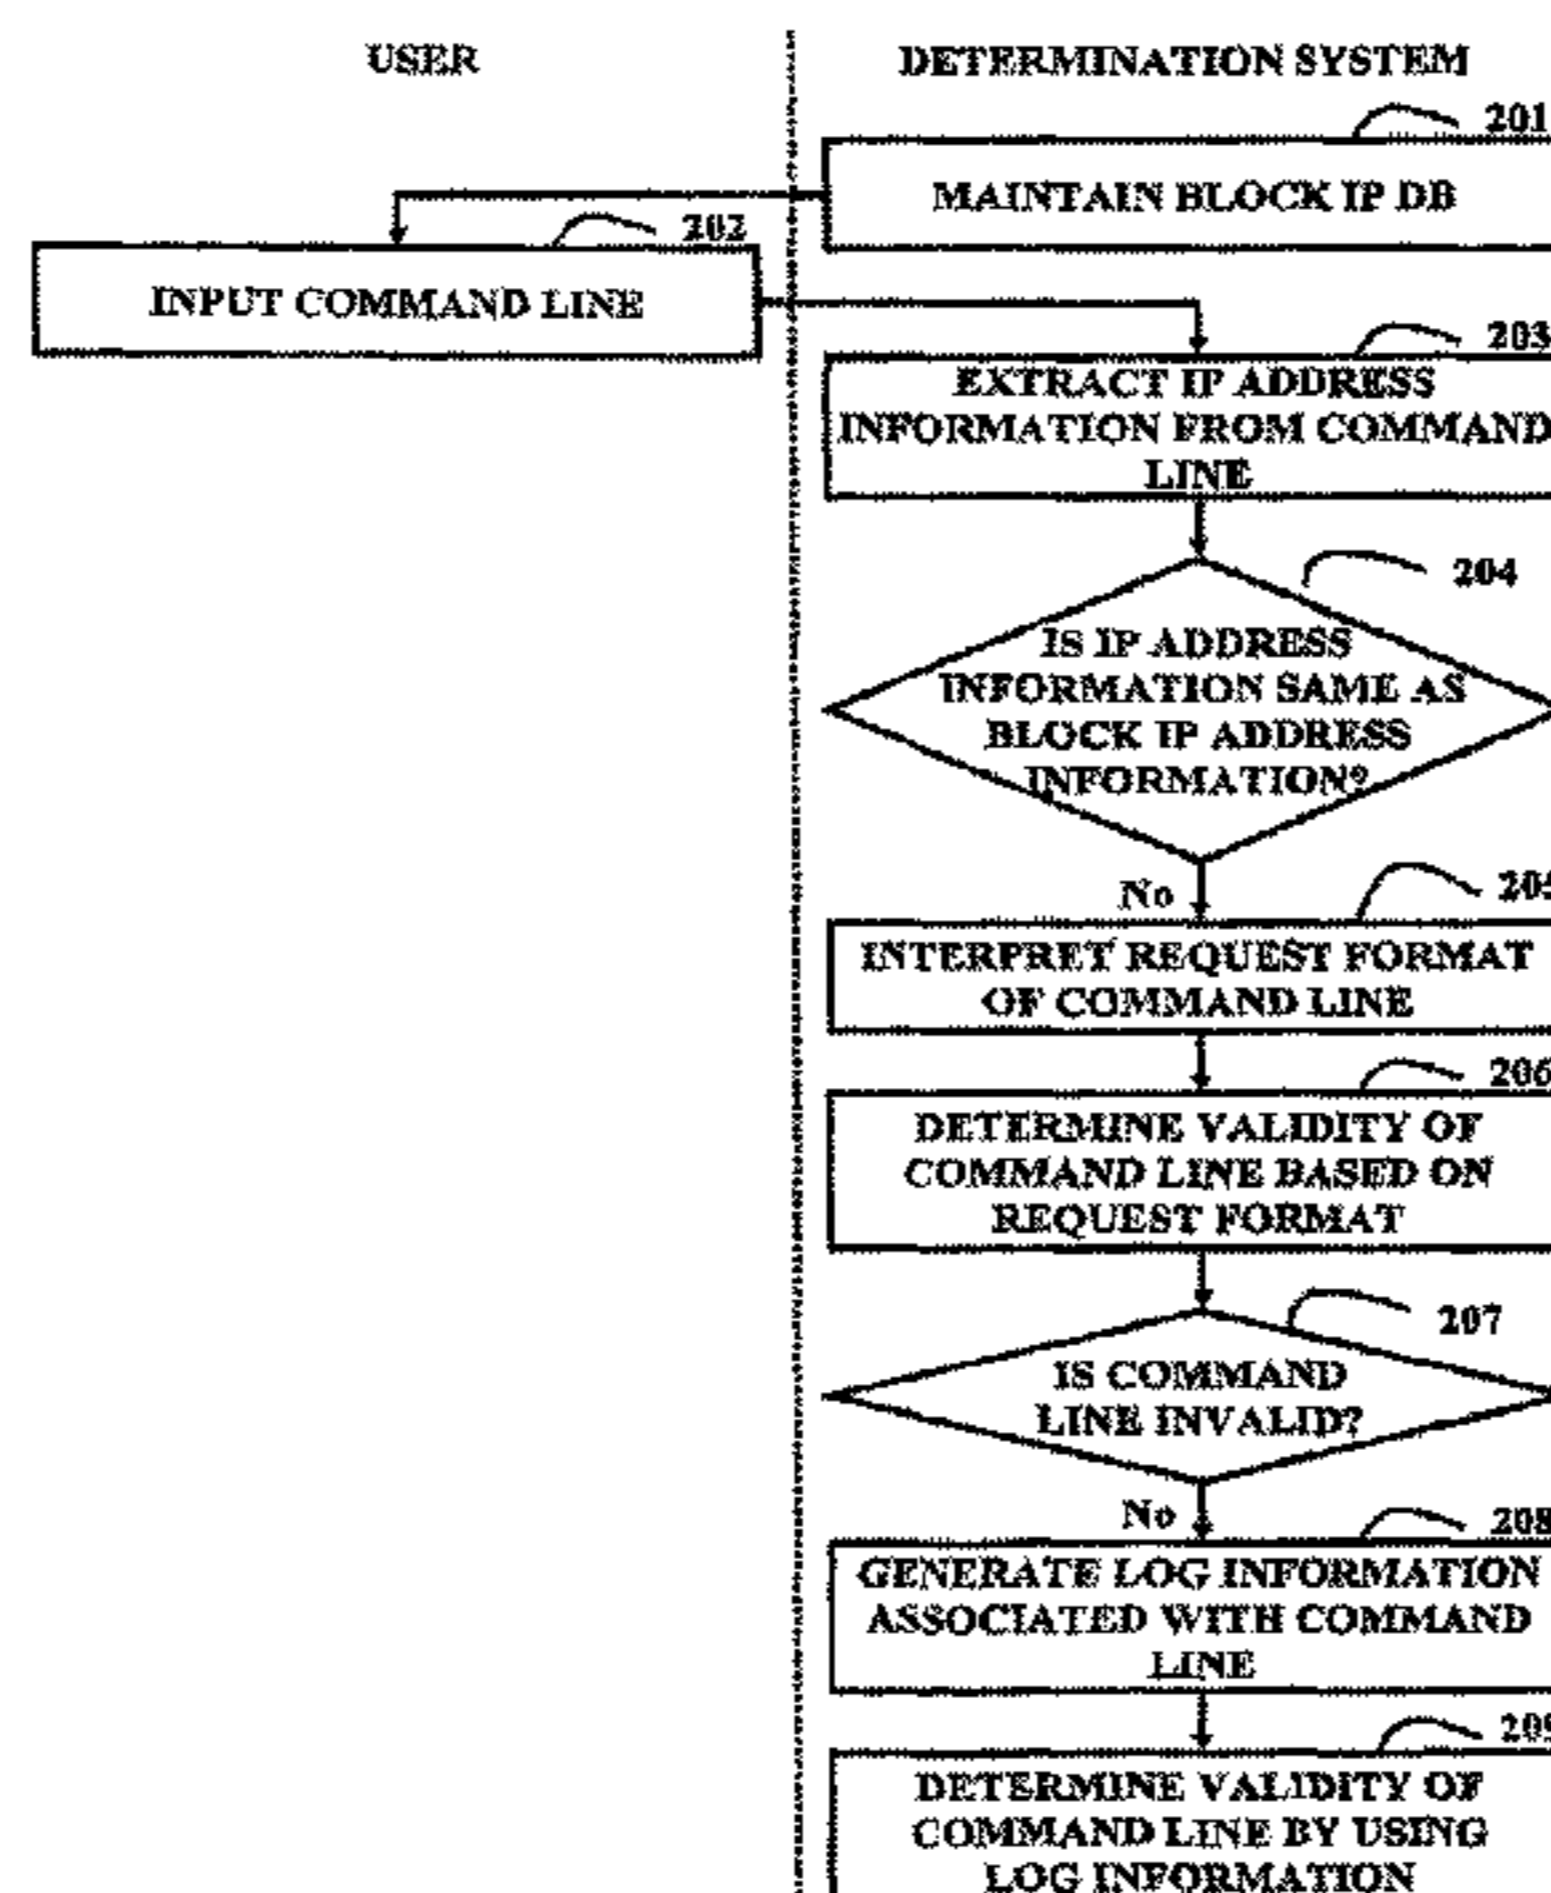 USER
DETERMINATION SYSTEM
201
MAINTAIN BLOCK IP DB
202
INPUT COMMAND LINE
203
EXTRACT IP ADDRESS
INFORMATION FROM COMMAND
LINE
204
IS IP ADDRESS
INFORMATION SAME AS
BLOCK IP ADDRESS
INFORMATION?
No
205
INTERPRET REQUEST FORMAT
OF COMMAND LINE
206
DETERMINE VALIDITY OF
COMMAND LINE BASED ON
REQUEST FORMAT
207
IS COMMAND
LINE INVALID?
No
208
GENERATE LOG INFORMATION
ASSOCIATED WITH COMMAND
LINE
209
DETERMINE VALIDITY OF
COMMAND LINE BY USING
LOG INFORMATION